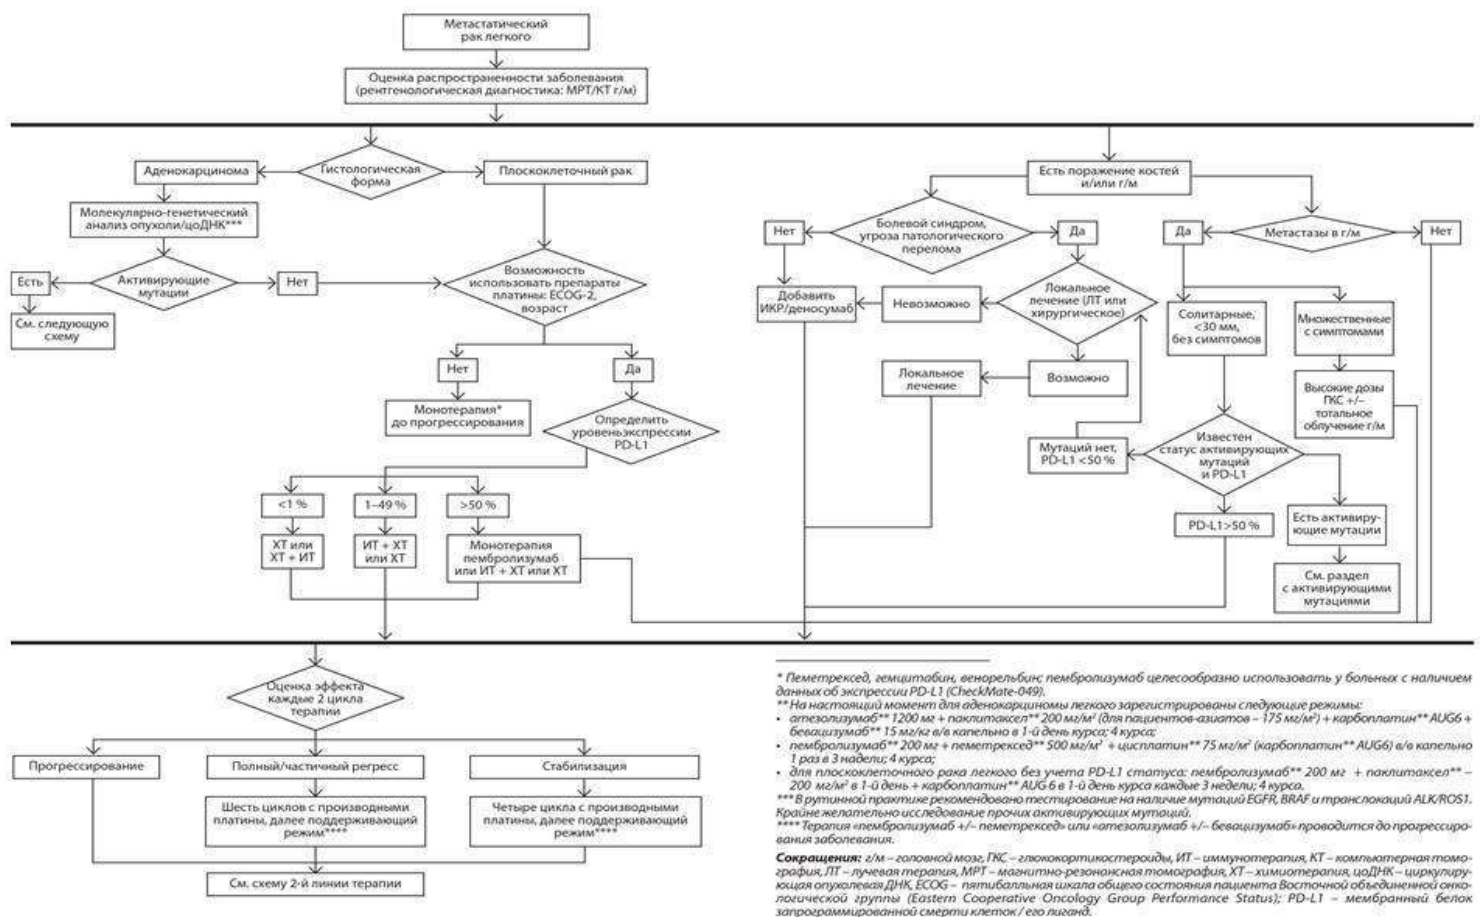 Метастатический
рак легкого
Оценка распространенности заболевания
(рентгенологическая диагностика: МРТ/КТ г/м)
Гистологическая
форма
Аденокарцинома
Плоскоклеточный рак
Молекулярно-генетический
анализ опухоли/цоДНК***
Активирующие
мутации
Есть
Нет
См. следующую
схему
Возможность
использовать препараты
платины: ECOG-2,
возраст
Нет
Да
Монотерапия*
до прогрессирования
Определить
уровеньэкспрессии
PD-L1
<1 %
1–49 %
>50 %
ХТ или
ХТ + ИТ
ИТ + ХТ
или ХТ
Монотерапия
пембролизумаб
или ИТ + ХТ или ХТ
Есть поражение костей
и/или г/м
Болевой синдром,
угроза патологического
перелома
Нет
Да
Метастазы в г/м
Да
Нет
Добавить
ИКР/деносумаб
Невозможно
Локальное
лечение (ЛТ или
хирургическое)
Локальное
лечение
Возможно
Солитарные,
<30 мм,
без симптомов
Множественные
с симптомами
Высокие дозы
ГКС +/–
тотальное
облучение г/м
Мутаций нет,
PD-L1 <50 %
Известен
статус активирующих
мутаций
и PD-L1
PD-L1>50 %
Есть активиру-
ющие мутации
См. раздел
с активирующими
мутациями
Оценка эффекта
каждые 2 цикла
терапии
Прогрессирование
Полный/частичный регресс
Стабилизация
Шесть циклов с производными
платины, далее поддерживающий
режим****
Четыре цикла с производными
платины, далее поддерживающий
режим****
См. схему 2-й линии терапии
* Пеметрексед, гемцитабин, венорельбин; пембролизумаб целесообразно использовать у больных с наличием
данных об экспрессии PD-L1 (CheckMate-049).
** На настоящий момент для аденокарциномы легкого зарегистрированы следующие режимы:
• атезолизумаб** 1200 мг + паклитаксел** 200 мг/м² (для пациентов-азиатов – 175 мг/м²) + карбоплатин** AUG6 +
бевацизумаб** 15 мг/кг в/в капельно в 1-й день курса; 4 курса;
• пембролизумаб** 200 мг + пеметрексед** 500 мг/м² + цисплатин** 75 мг/м² (карбоплатин** AUG6) в/в капельно
1 раз в 3 недели; 4 курса;
• для плоскоклеточного рака легкого без учета PD-L1 статуса: пембролизумаб** 200 мг + паклитаксел** –
200 мг/м² в 1-й день + карбоплатин** AUG 6 в 1-й день курса каждые 3 недели; 4 курса.
*** В рутинной практике рекомендовано тестирование на наличие мутаций EGFR, BRAF и транслокаций ALK/ROS1.
Крайне желательно исследование прочих активирующих мутаций.
**** Терапия «пембролизумаб +/– пеметрексед» или «атезолизумаб +/– бевацизумаб» проводится до прогрессиро-
вания заболевания.
Сокращения: г/м – головной мозг, ГКС – глюкокортикостероиды, ИТ – иммунотерапия, КТ – компьютерная томо-
графия, ЛТ – лучевая терапия, МРТ – магнитно-резонансная томография, ХТ – химиотерапия, цоДНК – циркулиру-
ющая опухолевая ДНК, ECOG – пятибалльная шкала общего состояния пациента Восточной объединенной онко-
логической группы (Eastern Cooperative Oncology Group Performance Status); PD-L1 – мембранный белок
запрограммированной смерти клеток / его лиганд.